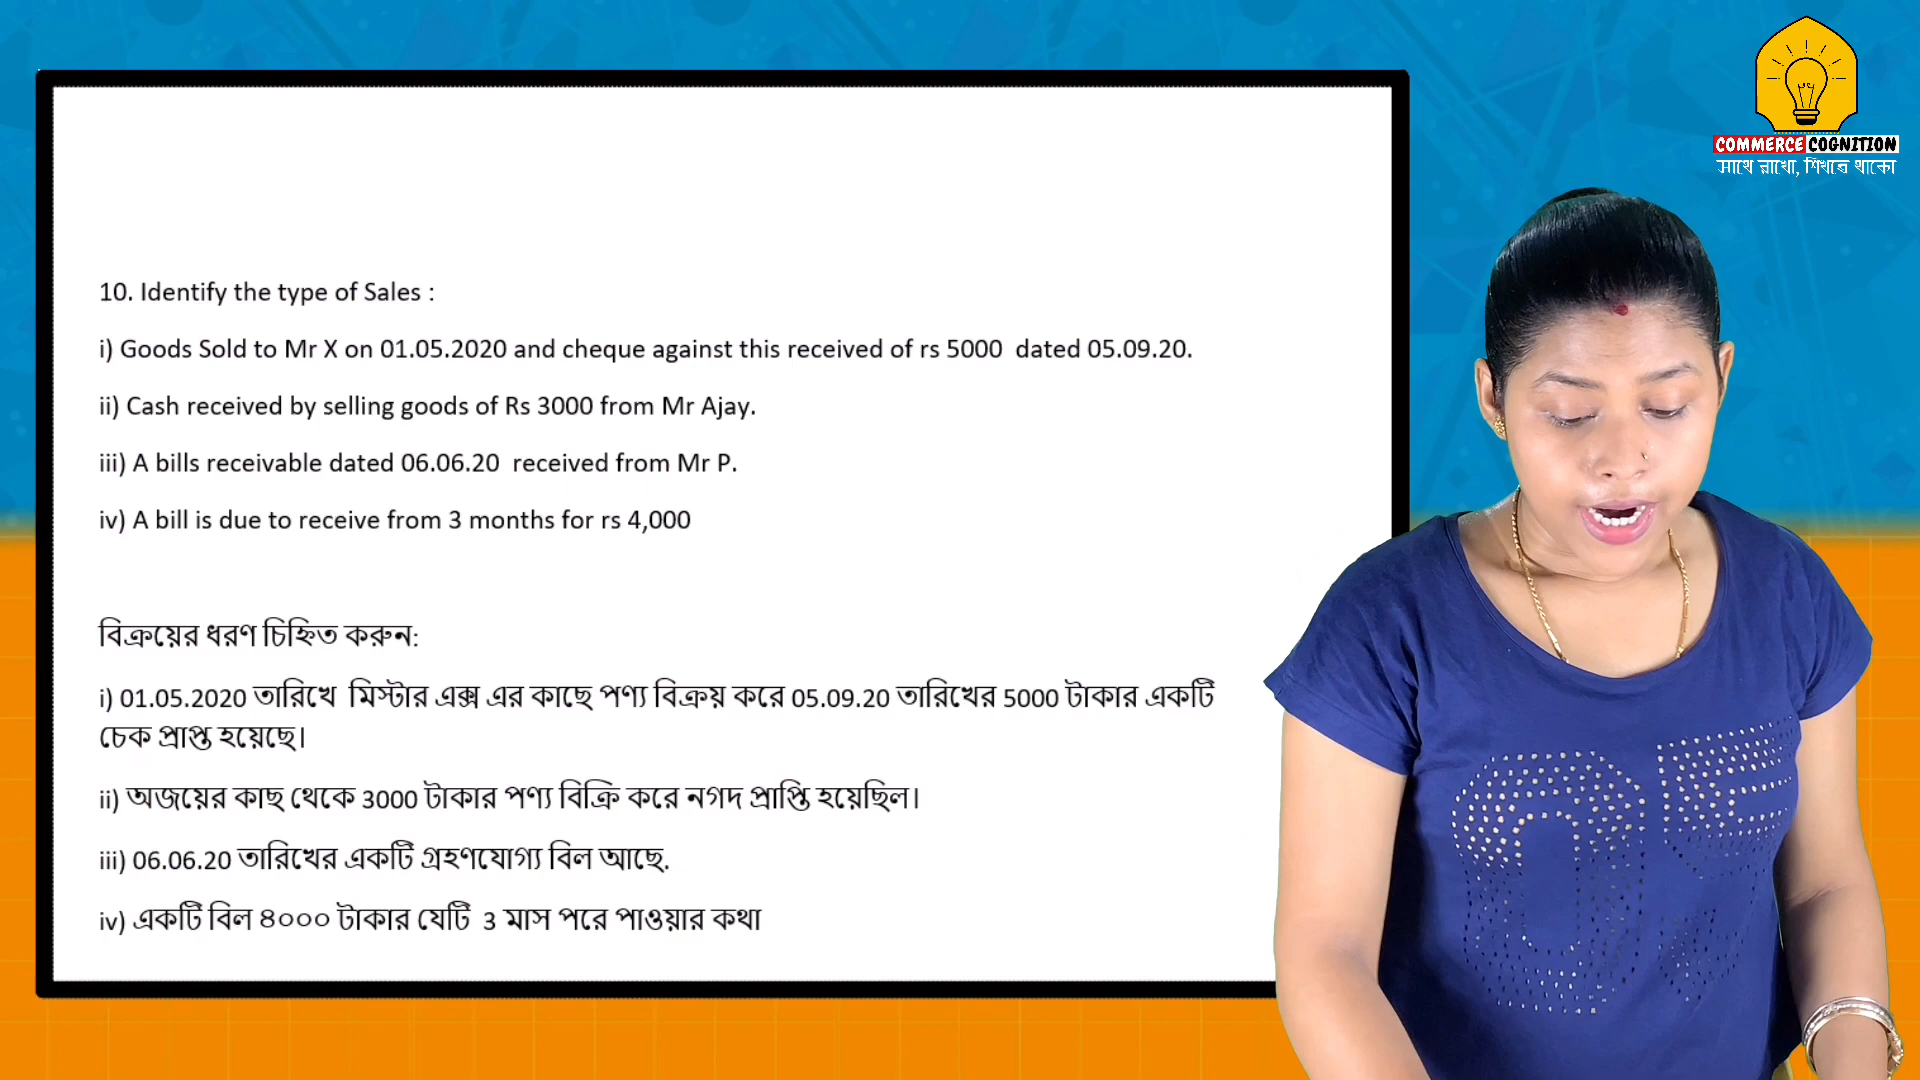 COMMERCE COGNITION
সাথে রাখো, শিখতে থাকো
10. Identify the type of Sales :
i) Goods Sold to Mr X on 01.05.2020 and cheque against this received of rs 5000  dated 05.09.20.
ii) Cash received by selling goods of Rs 3000 from Mr Ajay.
iii) A bills receivable dated 06.06.20  received from Mr P.
iv) A bill is due to receive from 3 months for rs 4,000
বিক্রয়ের ধরণ চিহ্নিত করুন:
i) 01.05.2020 তারিখে  মিস্টার এক্স এর কাছে পণ্য বিক্রয় করে 05.09.20 তারিখের 5000 টাকার একটি
চেক প্রাপ্ত হয়েছে।
ii) অজয়ের কাছ থেকে 3000 টাকার পণ্য বিক্রি করে নগদ প্রাপ্তি হয়েছিল।
iii) 06.06.20 তারিখের একটি গ্রহণযোগ্য বিল আছে.
iv) একটি বিল ৪০০০ টাকার যেটি  3 মাস পরে পাওয়ার কথা